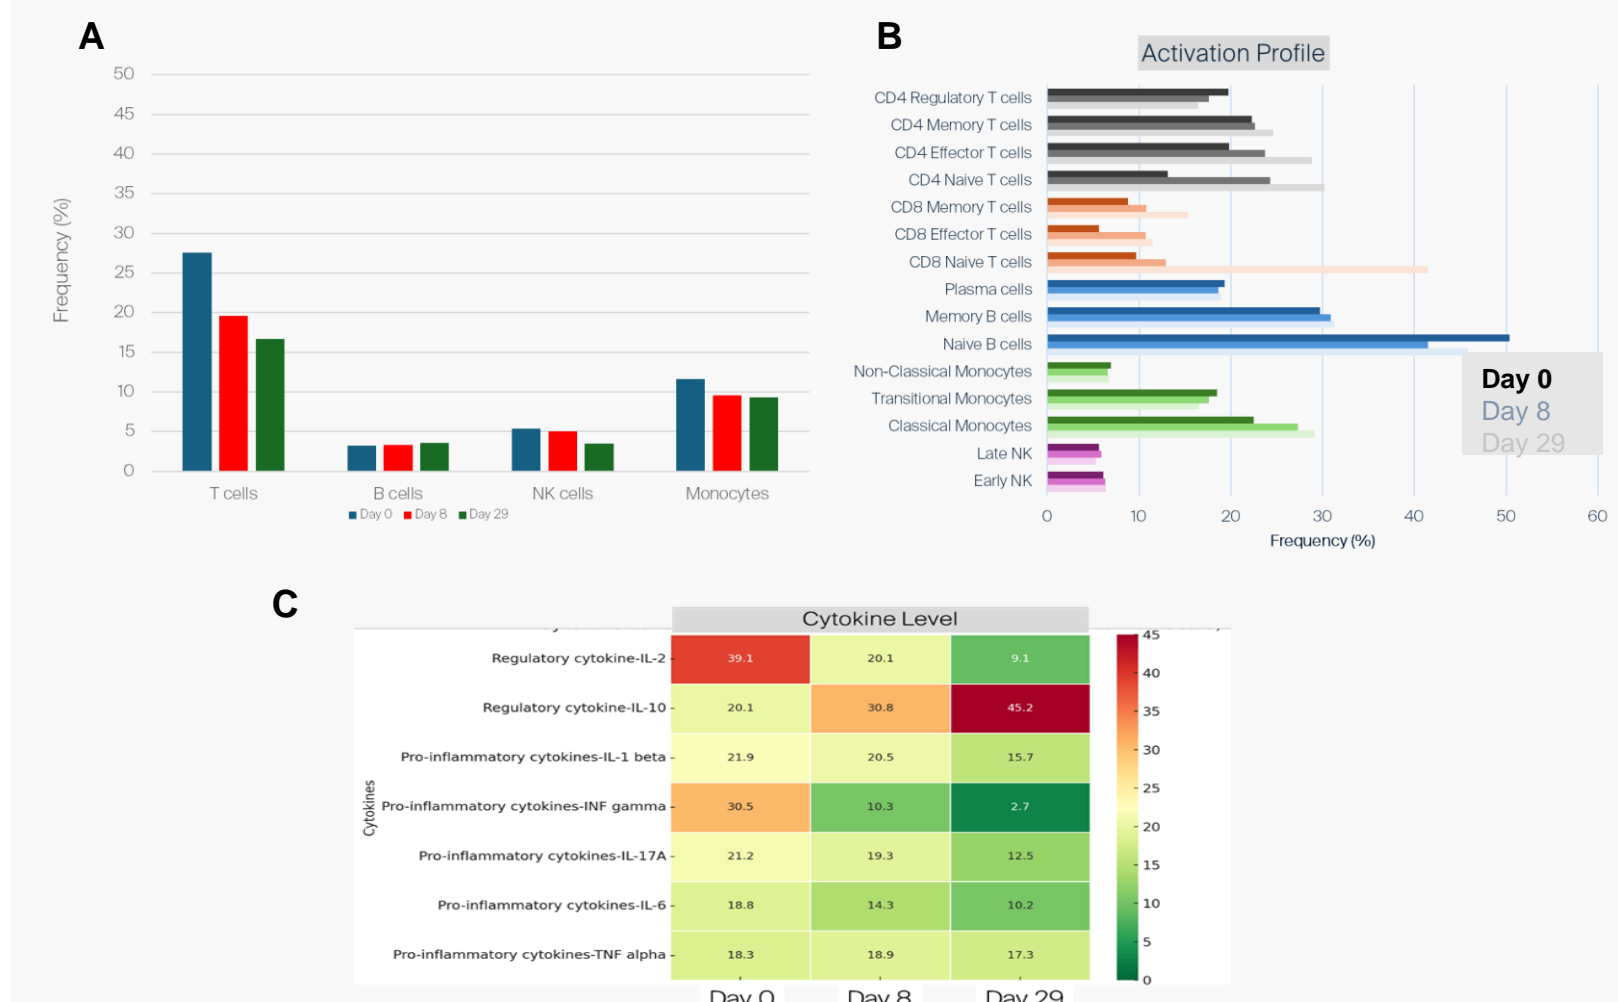 A
50
45
40
35
30
25
20
15
10
5
0
Frequency (%)
T cells B cells NK cells Monocytes
Day 0 Day 8 Day 29
B
Activation Profile
CD4 Regulatory T cells
CD4 Memory T cells
CD4 Effector T cells
CD4 Naive T cells
CD8 Memory T cells
CD8 Effector T cells
CD8 Naive T cells
Plasma cells
Memory B cells
Naive B cells
Non-Classical Monocytes
Transitional Monocytes
Classical Monocytes
Late NK
Early NK
0 10 20 30 40 50 60
Frequency (%)
Day 0
Day 8
Day 29
C
Cytokine Level
Cytokines
Regulatory cytokine-IL-2 39.1 20.1 9.1
Regulatory cytokine-IL-10 20.1 30.8 45.2
Pro-inflammatory cytokines-IL-1 beta 21.9 20.5 15.7
Pro-inflammatory cytokines-INF gamma 30.5 10.3 2.7
Pro-inflammatory cytokines-IL-17A 21.2 19.3 12.5
Pro-inflammatory cytokines-IL-6 18.8 14.3 10.2
Pro-inflammatory cytokines-TNF alpha 18.3 18.9 17.3
Day 0 Day 8 Day 29
45
40
35
30
25
20
15
10
5
0